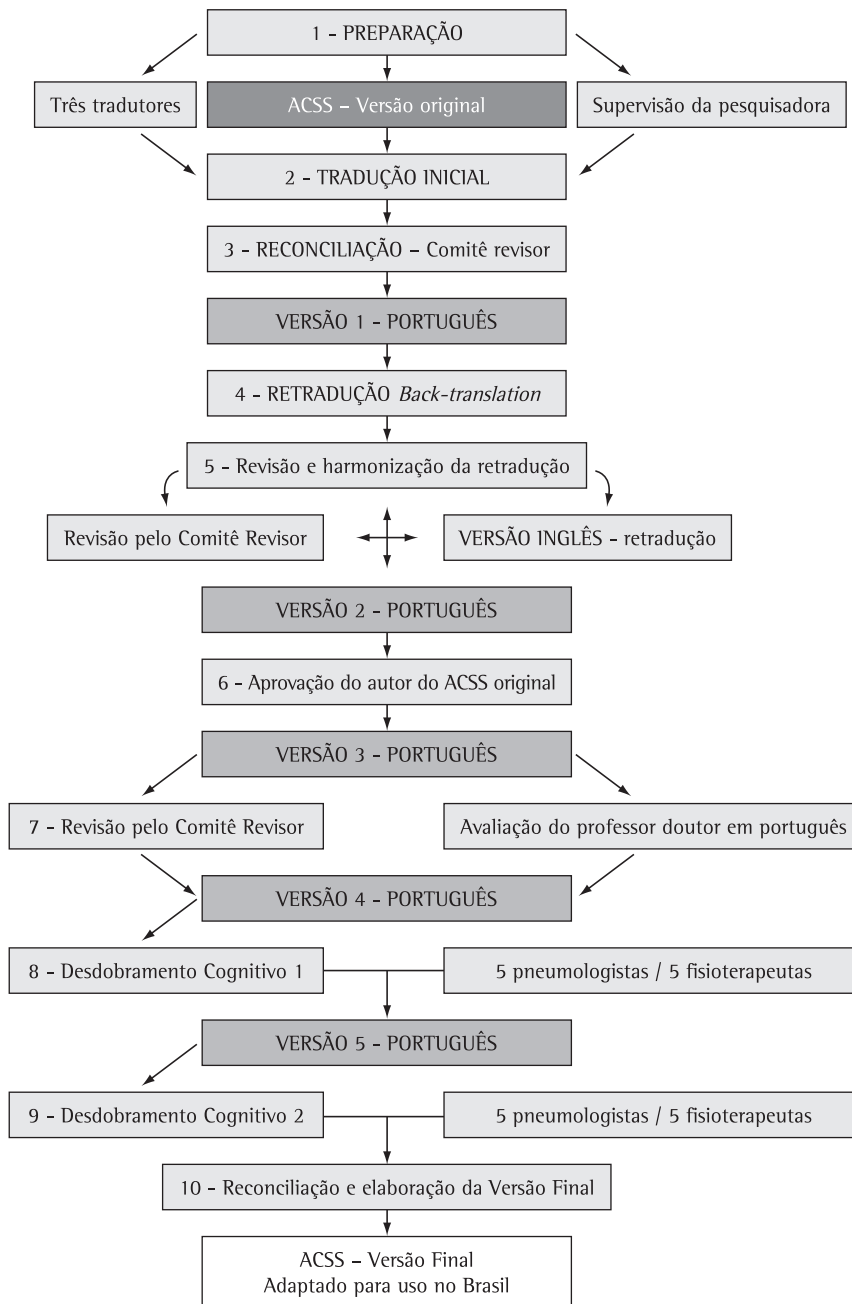 1 - PREPARAÇÃO
Três tradutores
ACSS – Versão original
Supervisão da pesquisadora
2 - TRADUÇÃO INICIAL
3 - RECONCILIAÇÃO – Comitê revisor
VERSÃO 1 - PORTUGUÊS
4 - RETRADUÇÃO Back-translation
5 - Revisão e harmonização da retradução
Revisão pelo Comitê Revisor
VERSÃO INGLÊS - retradução
VERSÃO 2 - PORTUGUÊS
6 - Aprovação do autor do ACSS original
VERSÃO 3 - PORTUGUÊS
7 - Revisão pelo Comitê Revisor
Avaliação do professor doutor em português
VERSÃO 4 - PORTUGUÊS
8 - Desdobramento Cognitivo 1
5 pneumologistas / 5 fisioterapeutas
VERSÃO 5 - PORTUGUÊS
9 - Desdobramento Cognitivo 2
5 pneumologistas / 5 fisioterapeutas
10 - Reconciliação e elaboração da Versão Final
ACSS – Versão Final
Adaptado para uso no Brasil